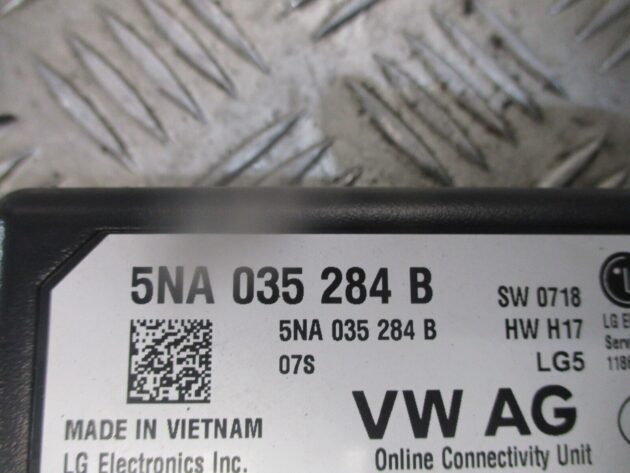 5NA 035 284 B
SW 0718
5NA 035 284 B
HW H17
07S
LG5
VW AG
MADE IN VIETNAM
Online Connectivity Unit
LG Electronics Inc.
LG